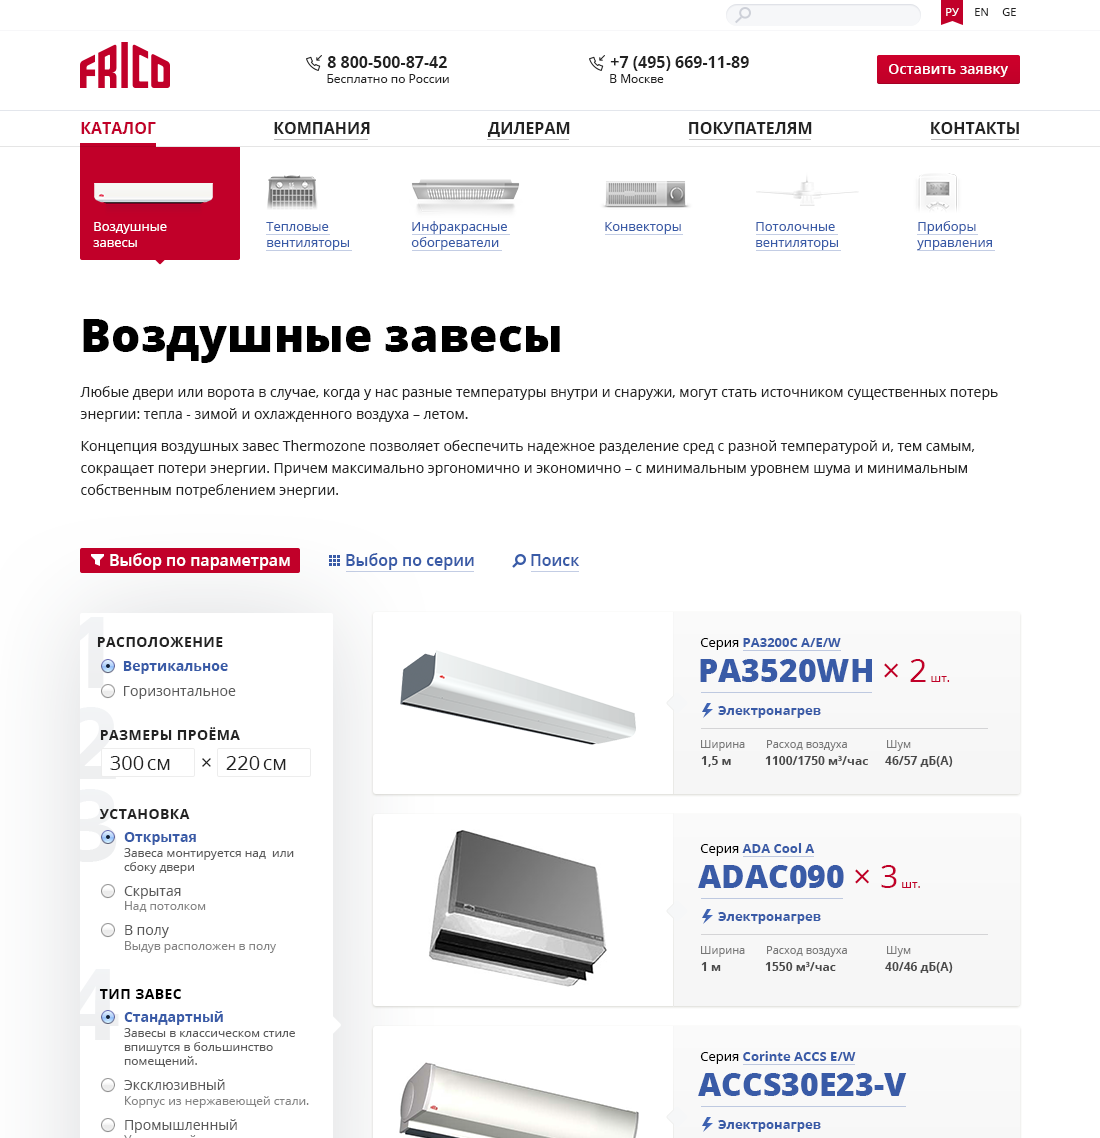 РУ EN GE
FRICO
8 800-500-87-42
Бесплатно по России
+7 (495) 669-11-89
В Москве
Оставить заявку
КАТАЛОГ КОМПАНИЯ ДИЛЕРАМ ПОКУПАТЕЛЯМ КОНТАКТЫ
Воздушные
завесы
Тепловые
вентиляторы
Инфракрасные
обогреватели
Конвекторы
Потолочные
вентиляторы
Приборы
управления
Воздушные завесы
Любые двери или ворота в случае, когда у нас разные температуры внутри и снаружи, могут стать источником существенных потерь
энергии: тепла - зимой и охлажденного воздуха – летом.
Концепция воздушных завес Thermozone позволяет обеспечить надежное разделение сред с разной температурой и, тем самым,
сокращает потери энергии. Причем максимально эргономично и экономично – с минимальным уровнем шума и минимальным
собственным потреблением энергии.
Выбор по параметрам Выбор по серии Поиск
1
РАСПОЛОЖЕНИЕ
Вертикальное
Горизонтальное
2
РАЗМЕРЫ ПРОЁМА
300 см × 220 см
3
УСТАНОВКА
Открытая
Завеса монтируется над или
сбоку двери
Скрытая
Над потолком
В полу
Выдув расположен в полу
4
ТИП ЗАВЕС
Стандартный
Завесы в классическом стиле
впишутся в большинство
помещений.
Эксклюзивный
Корпус из нержавеющей стали.
Промышленный
Серия PA3200C A/E/W
PA3520WH × 2 шт.
Электронагрев
Ширина Расход воздуха Шум
1,5 м 1100/1750 м³/час 46/57 дБ(А)
Серия ADA Cool A
ADAC090 × 3 шт.
Электронагрев
Ширина Расход воздуха Шум
1 м 1550 м³/час 40/46 дБ(А)
Серия Corinte ACCS E/W
ACCS30E23-V
Электронагрев